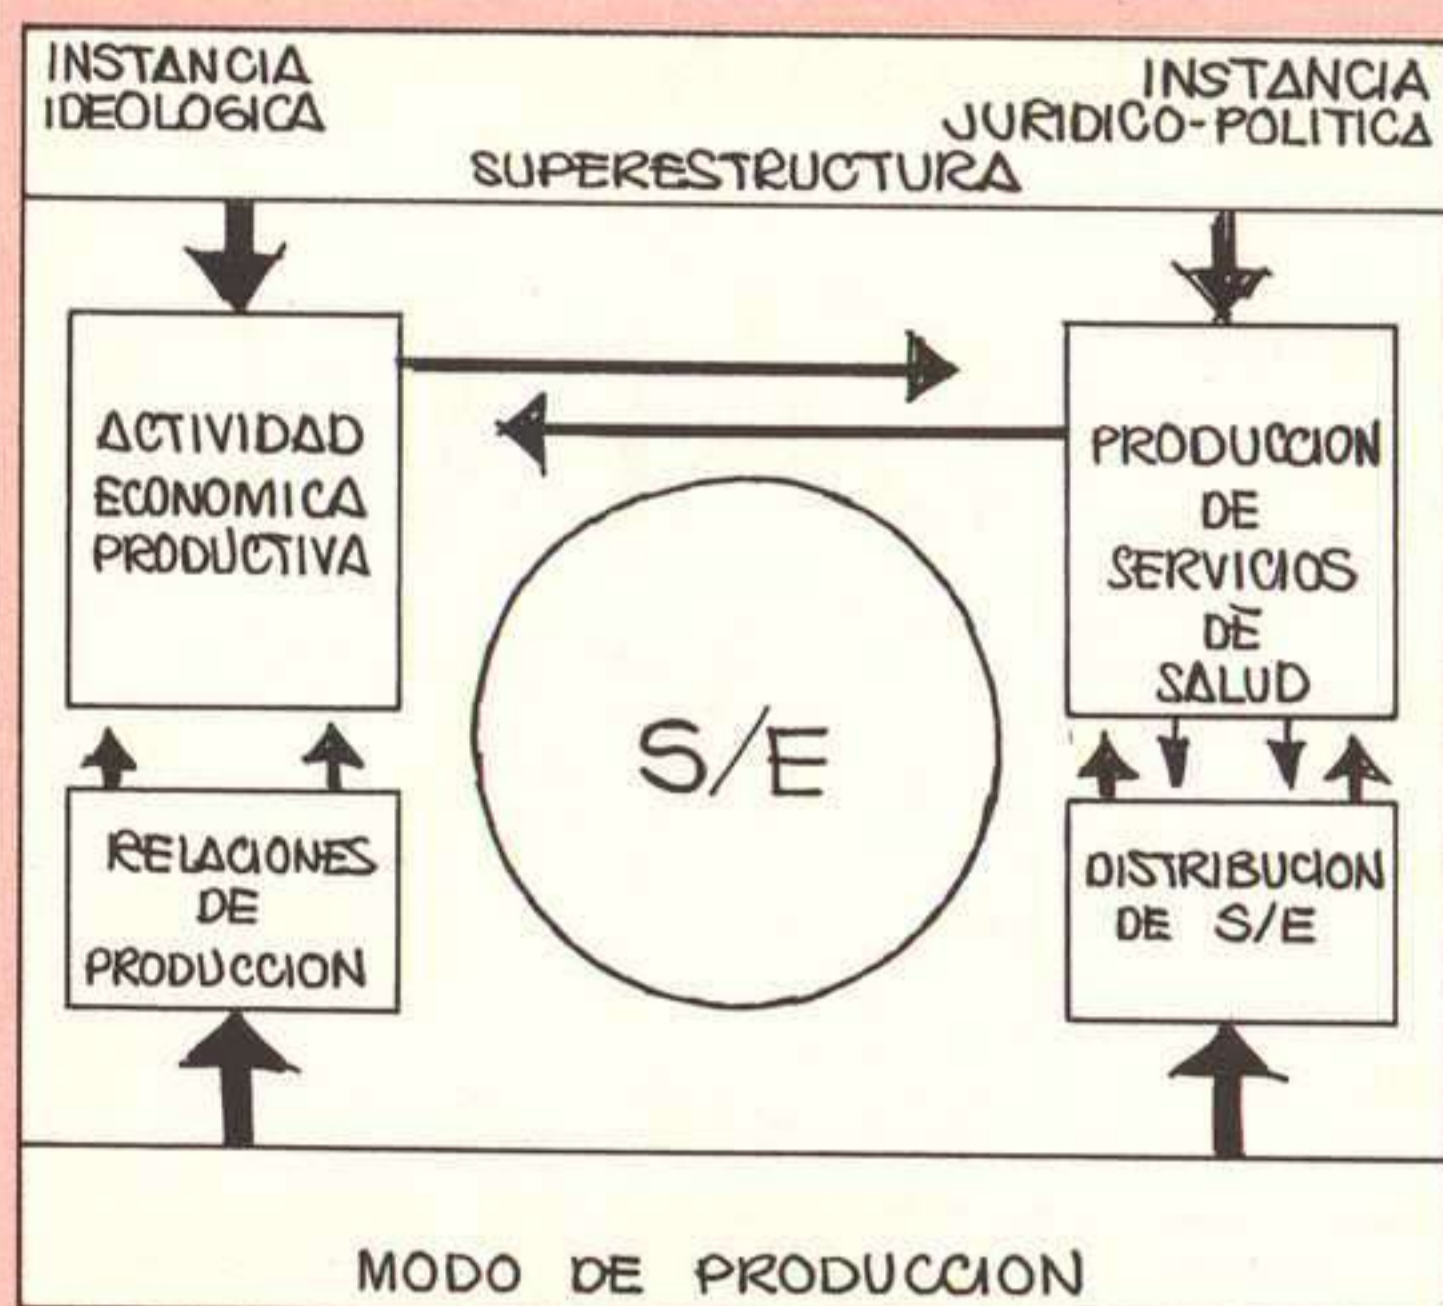 INSTANCIA
IDEOLOGICA
INSTANCIA
JURIDICO-POLITICA
SUPERESTRUCTURA
ACTIVIDAD
ECONOMICA
PRODUCTIVA
PRODUCCION
DE
SERVICIOS
DE
SALUD
S/E
RELACIONES
DE
PRODUCCION
DISTRIBUCION
DE S/E
MODO DE PRODUCCION